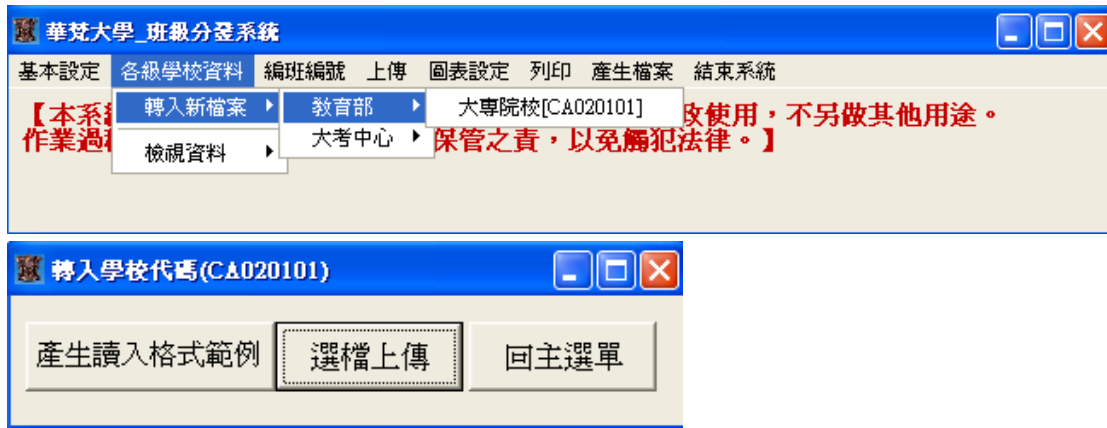 華梵大學_班級分發系統
基本設定 各級學校資料 編班編號 上傳 圖表設定 列印 產生檔案 結束系統
轉入新檔案 教育部 大專院校[CA020101]
檢視資料 大考中心
【本系 改使用,不另做其他用途。
作業過 保管之責,以免觸犯法律。】
轉入學校代碼(CA020101)
產生讀入格式範例 選檔上傳 回主選單